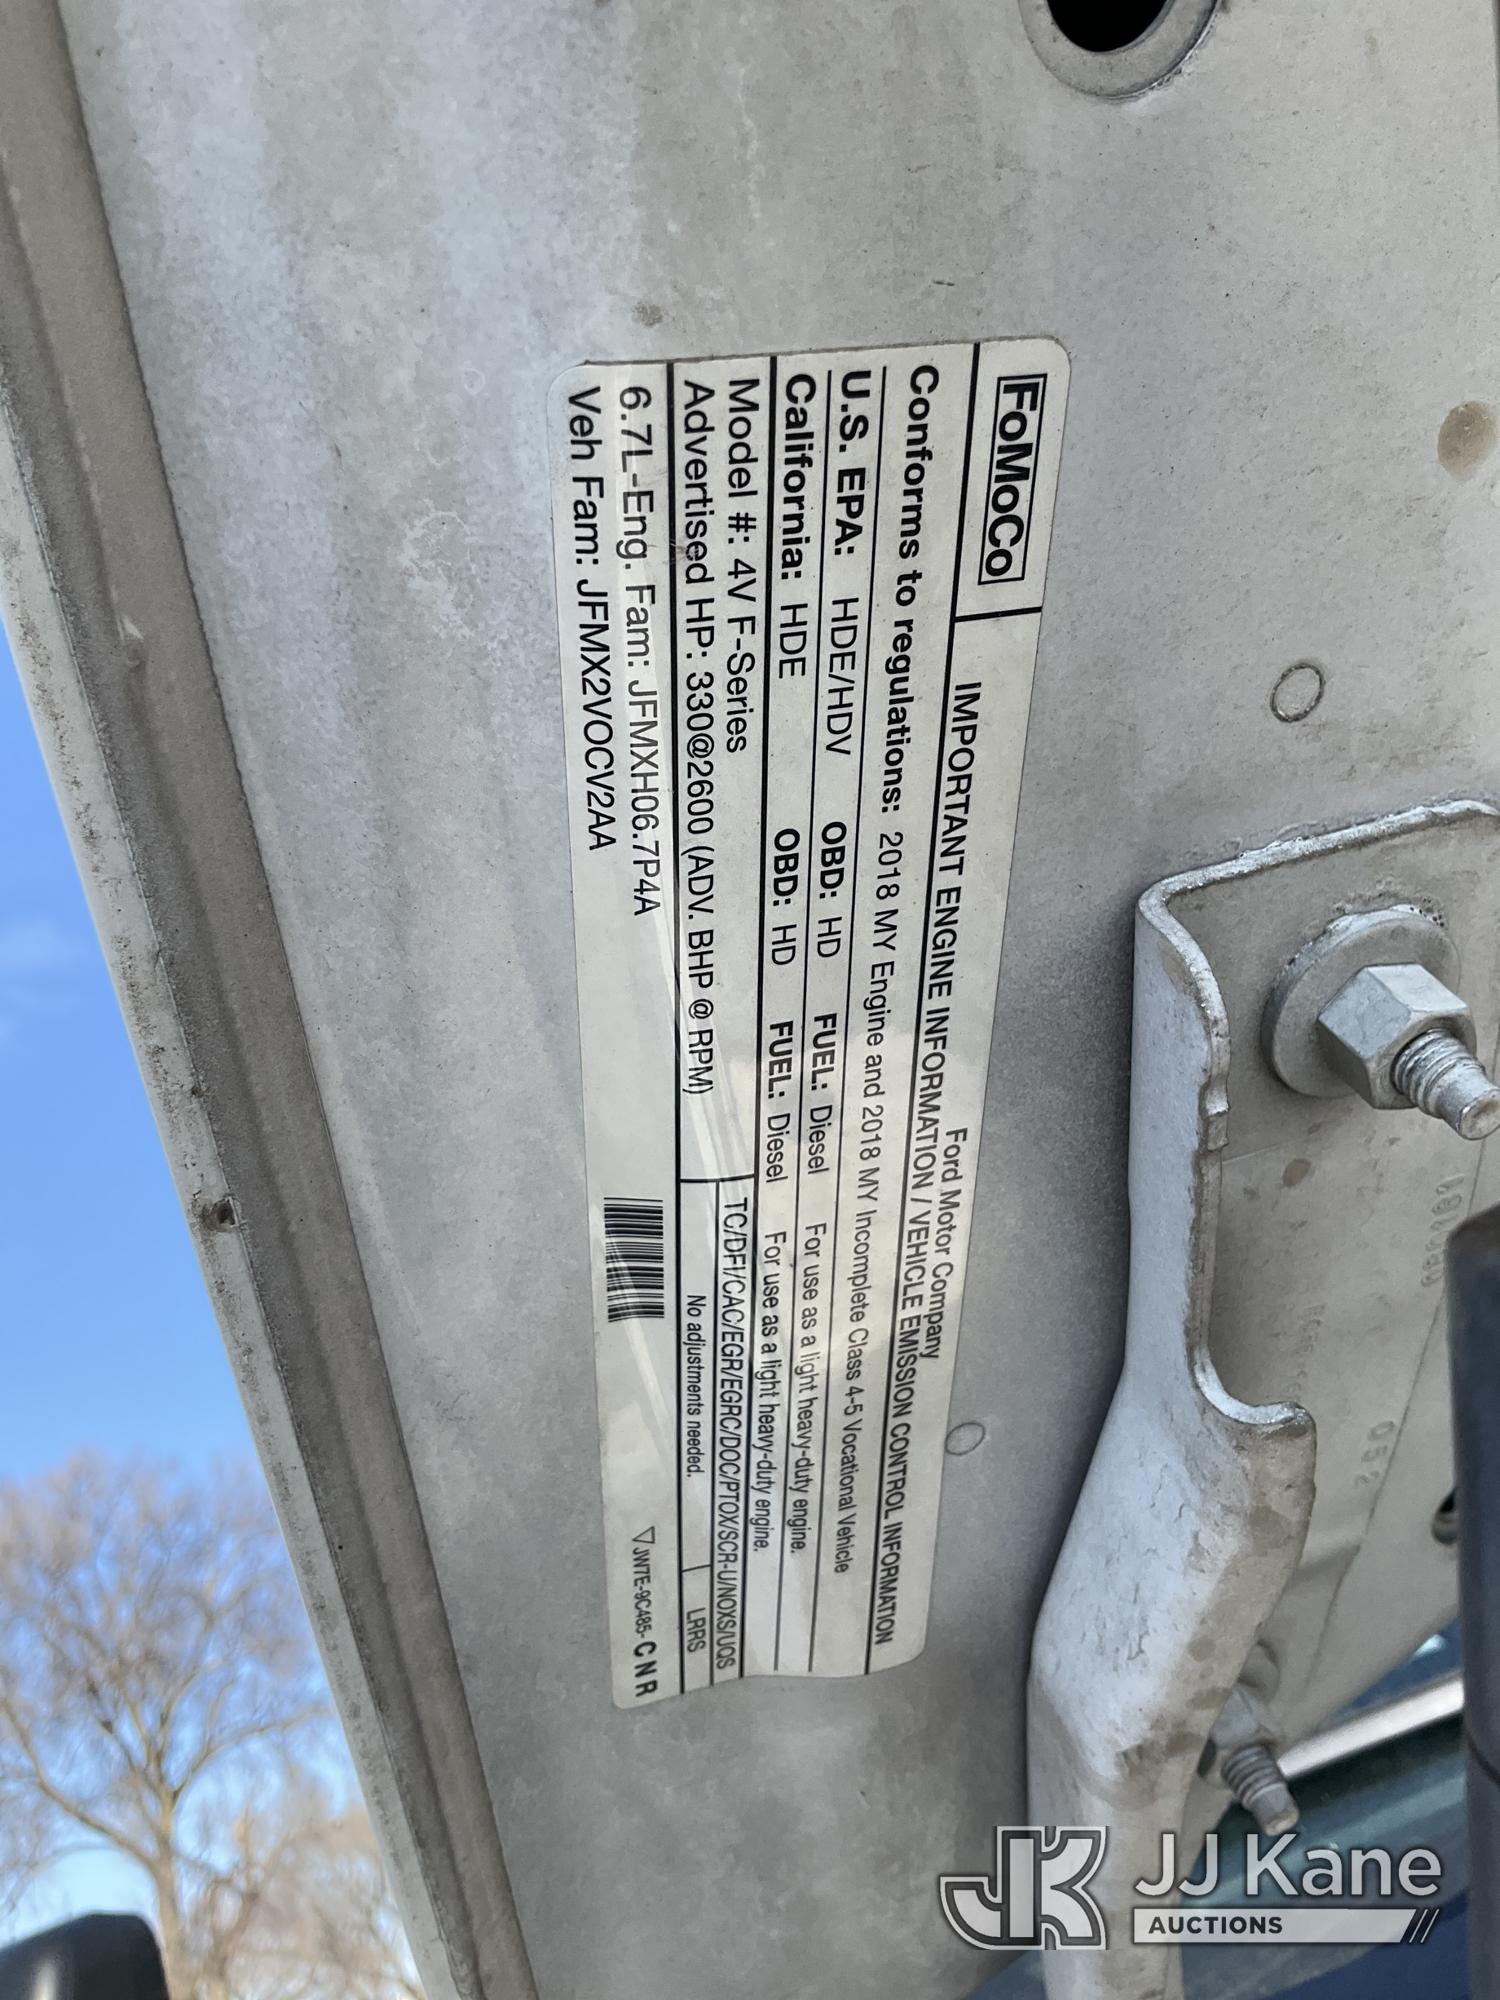 FoMoCo
Ford Motor Company
IMPORTANT ENGINE INFORMATION / VEHICLE EMISSION CONTROL INFORMATION
Conforms to regulations: 2018 MY Engine and 2018 MY Incomplete Class 4-5 Vocational Vehicle
U.S. EPA: HDE/HDV OBD: HD FUEL: Diesel For use as a light heavy-duty engine.
California: HDE OBD: HD FUEL: Diesel For use as a light heavy-duty engine.
Model #: 4V F-Series TC/DFI/CAC/EGR/EGRC/DOC/PTOX/SCR-U/NOXS/UQS
Advertised HP: 330@2600 (ADV. BHP @ RPM) No adjustments needed. LRRS
6.7L-Eng. Fam: JFMXH06.7P4A
Veh Fam: JFMX2VOCV2AA
JW7E-9C485- CNR
JJ Kane
AUCTIONS